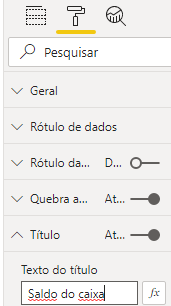 Pesquisar
Geral
Rótulo de dados
Rótulo da... D...
Quebra a... At...
Título At...
Texto do título
Saldo do caixa fx